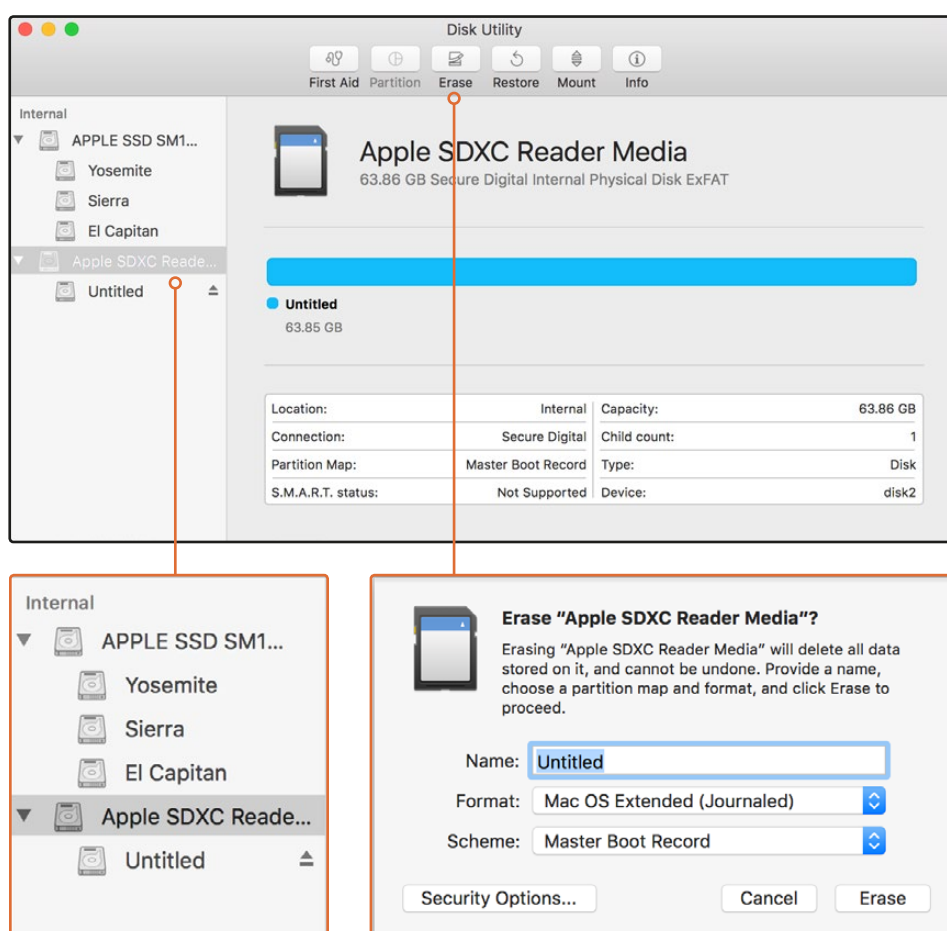 Disk Utility
First Aid Partition Erase Restore Mount Info
Internal
APPLE SSD SM1...
Yosemite
Sierra
El Capitan
Apple SDXC Reade...
Untitled
Apple SDXC Reader Media
63.86 GB Secure Digital Internal Physical Disk ExFAT
Untitled
63.85 GB
Location: Internal Capacity: 63.86 GB
Connection: Secure Digital Child count: 1
Partition Map: Master Boot Record Type: Disk
S.M.A.R.T. status: Not Supported Device: disk2
Internal
APPLE SSD SM1...
Yosemite
Sierra
El Capitan
Apple SDXC Reade...
Untitled
Erase “Apple SDXC Reader Media”?
Erasing “Apple SDXC Reader Media” will delete all data
stored on it, and cannot be undone. Provide a name,
choose a partition map and format, and click Erase to
proceed.
Name: Untitled
Format: Mac OS Extended (Journaled)
Scheme: Master Boot Record
Security Options... Cancel Erase